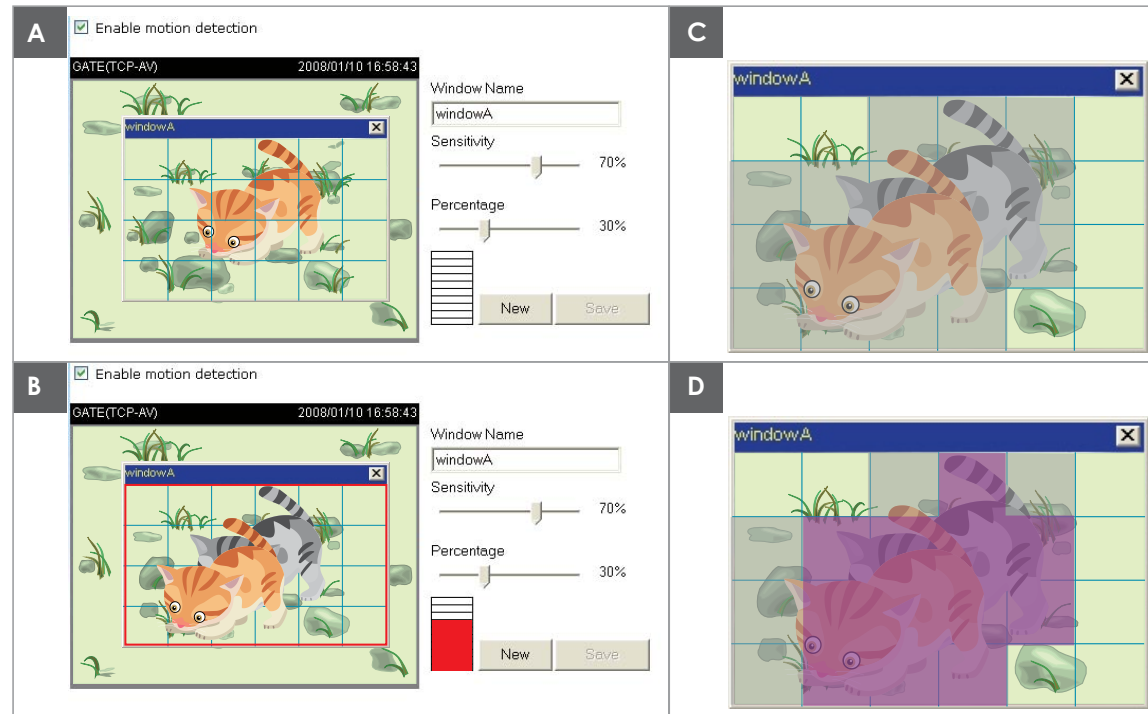 A
Enable motion detection
GATE(TCP-AV) 2008/01/10 16:58:43
windowA
Window Name
windowA
Sensitivity
70%
Percentage
30%
New Save
B
Enable motion detection
GATE(TCP-AV) 2008/01/10 16:58:43
windowA
Window Name
windowA
Sensitivity
70%
Percentage
30%
New Save
C
windowA
D
windowA